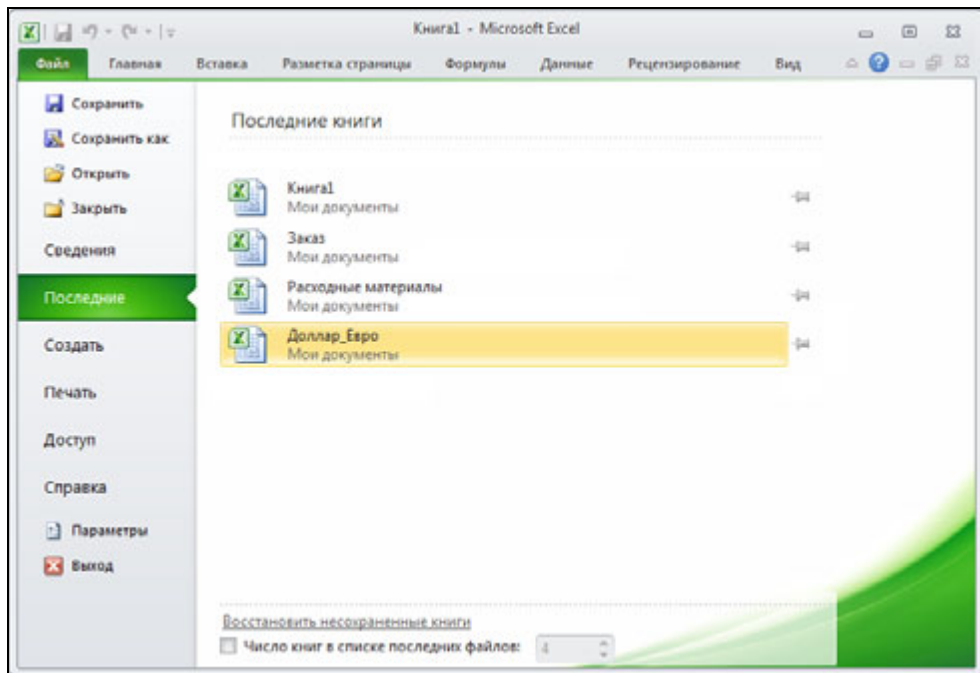 Книга1 - Microsoft Excel
Файл Главная Вставка Разметка страницы Формулы Данные Рецензирование Вид
Сохранить
Сохранить как
Открыть
Закрыть
Сведения
Последние
Создать
Печать
Доступ
Справка
Параметры
Выход
Последние книги
Книга1
Мои документы
Заказ
Мои документы
Расходные материалы
Мои документы
Доллар_Евро
Мои документы
Восстановить несохраненные книги
Число книг в списке последних файлов: 4